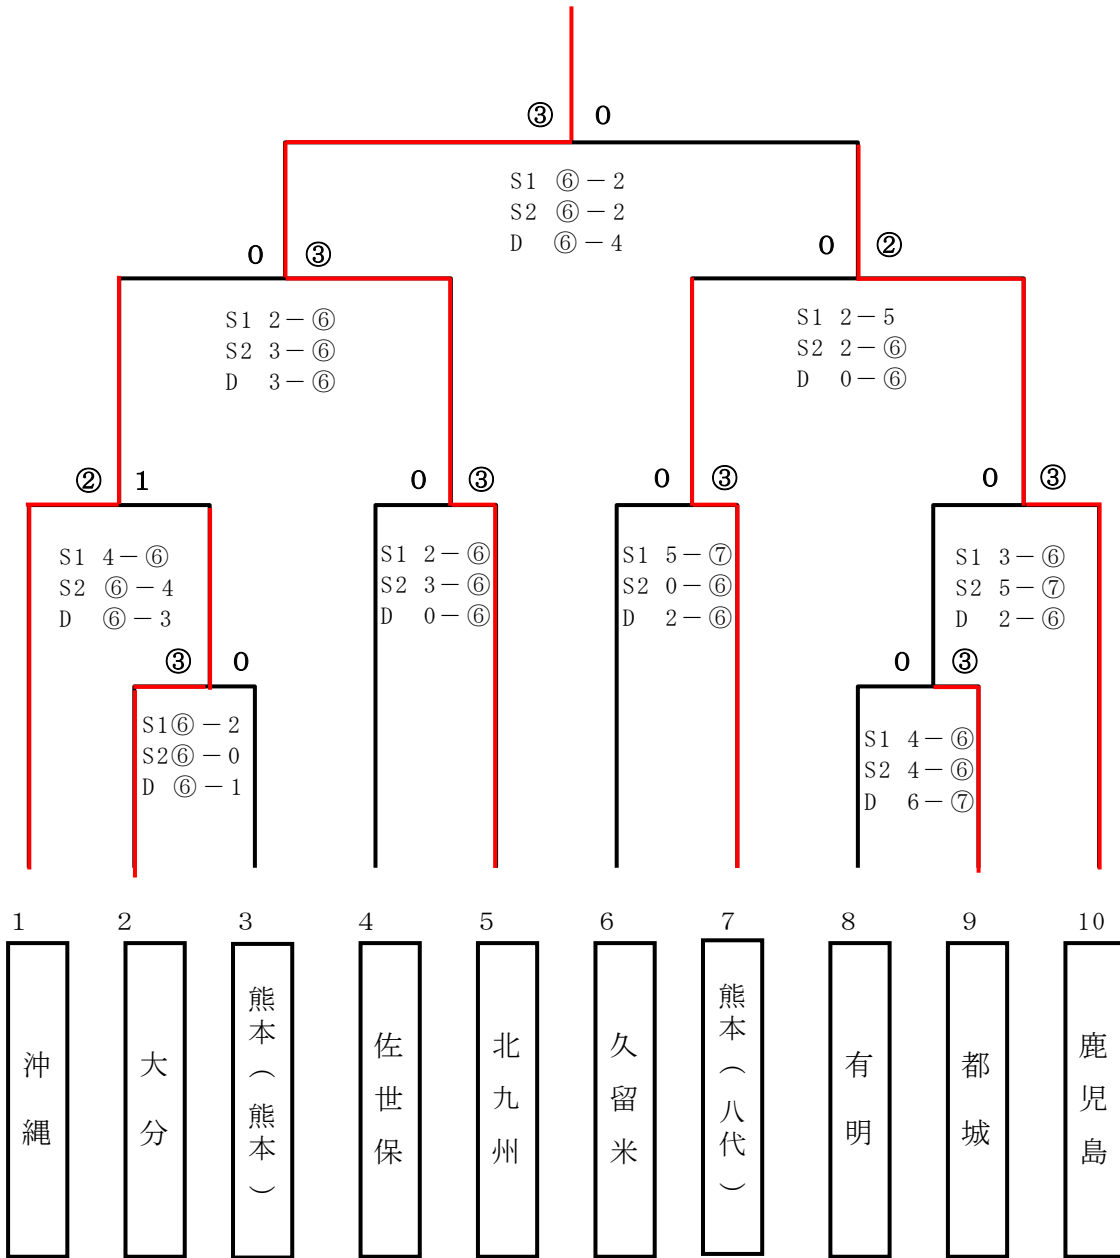 ③ 0
S1 ⑥－2
S2 ⑥－2
D ⑥－4
0 ③
0 ②
S1 2－⑥
S2 3－⑥
D 3－⑥
S1 2－5
S2 2－⑥
D 0－⑥
② 1
0 ③
0 ③
0 ③
S1 4－⑥
S2 ⑥－4
D ⑥－3
S1 2－⑥
S2 3－⑥
D 0－⑥
S1 5－⑦
S2 0－⑥
D 2－⑥
S1 3－⑥
S2 5－⑦
D 2－⑥
③ 0
0 ③
S1⑥－2
S2⑥－0
D ⑥－1
S1 4－⑥
S2 4－⑥
D 6－⑦
1 2 3 4 5 6 7 8 9 10
沖縄
大分
熊本（熊本）
佐世保
北九州
久留米
熊本（八代）
有明
都城
鹿児島